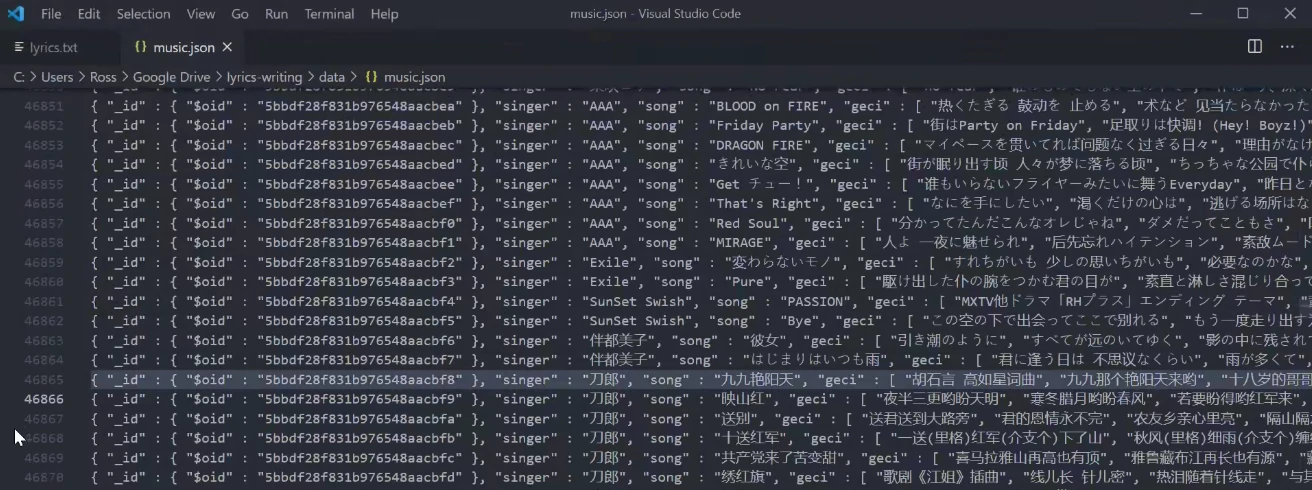 File Edit Selection View Go Run Terminal Help music.json - Visual Studio Code
lyrics.txt {} music.json ×
C: > Users > Ross > Google Drive > lyrics-writing > data > {} music.json
46851 { "_id" : { "$oid" : "5bbdf28f831b976548aacbea" }, "singer" : "AAA", "song" : "BLOOD on FIRE", "geci" : [ "热くたぎる 鼓动を 止める", "术など 见当たらなかった
46852 { "_id" : { "$oid" : "5bbdf28f831b976548aacbeb" }, "singer" : "AAA", "song" : "Friday Party", "geci" : [ "街はParty on Friday", "足取りは快调! (Hey! Boyz!)"
46853 { "_id" : { "$oid" : "5bbdf28f831b976548aacbec" }, "singer" : "AAA", "song" : "DRAGON FIRE", "geci" : [ "マイペースを贯いてれば问题なく过ぎる日々", "理由がな
46854 { "_id" : { "$oid" : "5bbdf28f831b976548aacbed" }, "singer" : "AAA", "song" : "きれいな空", "geci" : [ "街が眠り出す顷 人々が梦に落ちる顷", "ちっちゃな公园で
46855 { "_id" : { "$oid" : "5bbdf28f831b976548aacbee" }, "singer" : "AAA", "song" : "Get チュー！", "geci" : [ "谁もいらないフライヤーみたいに舞うEveryday", "昨日と
46856 { "_id" : { "$oid" : "5bbdf28f831b976548aacbef" }, "singer" : "AAA", "song" : "That's Right", "geci" : [ "なにを手にしたい", "渇くだけの心は", "逃げる场所はな
46857 { "_id" : { "$oid" : "5bbdf28f831b976548aacbf0" }, "singer" : "AAA", "song" : "Red Soul", "geci" : [ "分かってたんだこんなオレじゃね", "ダメだってこともさ", "
46858 { "_id" : { "$oid" : "5bbdf28f831b976548aacbf1" }, "singer" : "AAA", "song" : "MIRAGE", "geci" : [ "人よ 一夜に魅せられ", "后先忘れハイテンション", "素敌ムード
46859 { "_id" : { "$oid" : "5bbdf28f831b976548aacbf2" }, "singer" : "Exile", "song" : "变わらないモノ", "geci" : [ "すれちがいも 少しの思いちがいも", "必要なのかな",
46860 { "_id" : { "$oid" : "5bbdf28f831b976548aacbf3" }, "singer" : "Exile", "song" : "Pure", "geci" : [ "駆け出した仆の腕をつかむ君の目が", "素直と淋しさ混じり合って
46861 { "_id" : { "$oid" : "5bbdf28f831b976548aacbf4" }, "singer" : "SunSet Swish", "song" : "PASSION", "geci" : [ "MXTV他ドラマ「RHプラス」エンディング テーマ",
46862 { "_id" : { "$oid" : "5bbdf28f831b976548aacbf5" }, "singer" : "SunSet Swish", "song" : "Bye", "geci" : [ "この空の下で出会ってここで别れる", "もう一度走り出す
46863 { "_id" : { "$oid" : "5bbdf28f831b976548aacbf6" }, "singer" : "伴都美子", "song" : "彼女", "geci" : [ "引き潮のように", "すべてが远のいてゆく", "影の中に残され
46864 { "_id" : { "$oid" : "5bbdf28f831b976548aacbf7" }, "singer" : "伴都美子", "song" : "はじまりはいつも雨", "geci" : [ "君に逢う日は 不思议なくらい", "雨が多くて"
46865 { "_id" : { "$oid" : "5bbdf28f831b976548aacbf8" }, "singer" : "刀郎", "song" : "九九艳阳天", "geci" : [ "胡石言 高如星词曲", "九九那个艳阳天来哟", "十八岁的哥哥
46866 { "_id" : { "$oid" : "5bbdf28f831b976548aacbf9" }, "singer" : "刀郎", "song" : "映山红", "geci" : [ "夜半三更哟盼天明", "寒冬腊月哟盼春风", "若要盼得哟红军来",
46867 { "_id" : { "$oid" : "5bbdf28f831b976548aacbfa" }, "singer" : "刀郎", "song" : "送别", "geci" : [ "送君送到大路旁", "君的恩情永不完", "农友乡亲心里亮", "隔山隔
46868 { "_id" : { "$oid" : "5bbdf28f831b976548aacbfb" }, "singer" : "刀郎", "song" : "十送红军", "geci" : [ "一送(里格)红军(介支个)下了山", "秋风(里格)细雨(介支个)缠
46869 { "_id" : { "$oid" : "5bbdf28f831b976548aacbfc" }, "singer" : "刀郎", "song" : "共产党来了苦变甜", "geci" : [ "喜马拉雅山再高也有顶", "雅鲁藏布江再长也有源",
46870 { "_id" : { "$oid" : "5bbdf28f831b976548aacbfd" }, "singer" : "刀郎", "song" : "绣红旗", "geci" : [ "歌剧《江姐》插曲", "线儿长 针儿密", "热泪随着针线走",